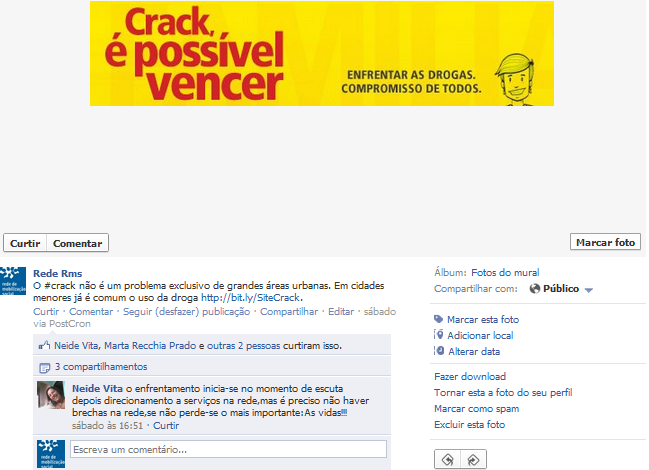 Crack,
é possível
vencer
ENFRENTAR AS DROGAS.
COMPROMISSO DE TODOS.
Curtir Comentar
Marcar foto
rede de
mobilização
social
Rede Rms
O #crack não é um problema exclusivo de grandes áreas urbanas. Em cidades
menores já é comum o uso da droga http://bit.ly/SiteCrack.
Curtir · Comentar · Seguir (desfazer) publicação · Compartilhar · Editar · sábado
via PostCron
Neide Vita, Marta Recchia Prado e outras 2 pessoas curtiram isso.
3 compartilhamentos
Neide Vita o enfrentamento inicia-se no momento de escuta
depois direcionamento a serviços na rede,mas é preciso não haver
brechas na rede,se não perde-se o mais importante:As vidas!!!
sábado às 16:51 · Curtir
rede de
mobilização
social
Escreva um comentário...
Álbum: Fotos do mural
Compartilhar com: Público
Marcar esta foto
Adicionar local
Alterar data
Fazer download
Tornar esta a foto do seu perfil
Marcar como spam
Excluir esta foto